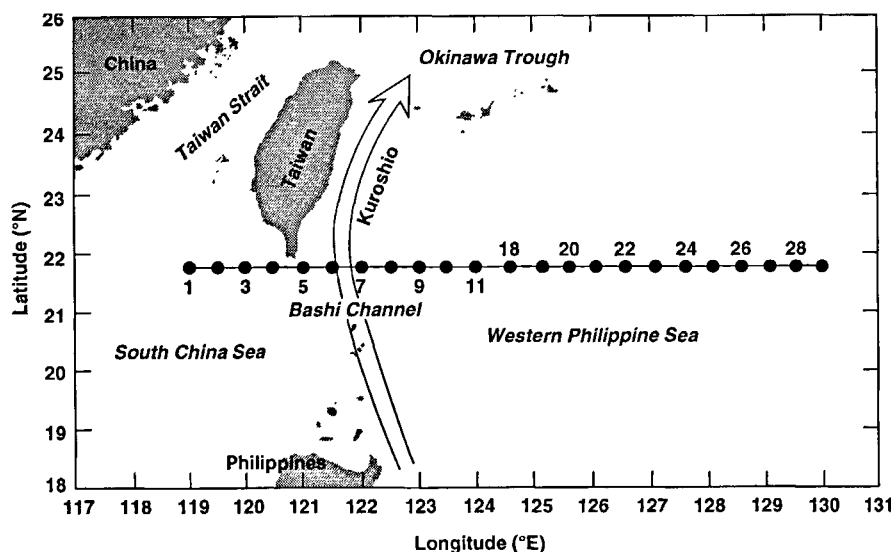 26
25
24
23
22
21
20
19
18
Latitude (°N)
China
Okinawa Trough
Taiwan Strait
Taiwan
Kuroshio
18 20 22 24 26 28
1 3 5 7 9 11
Bashi Channel
South China Sea
Western Philippine Sea
Philippines
117 118 119 120 121 122 123 124 125 126 127 128 129 130 131
Longitude (°E)